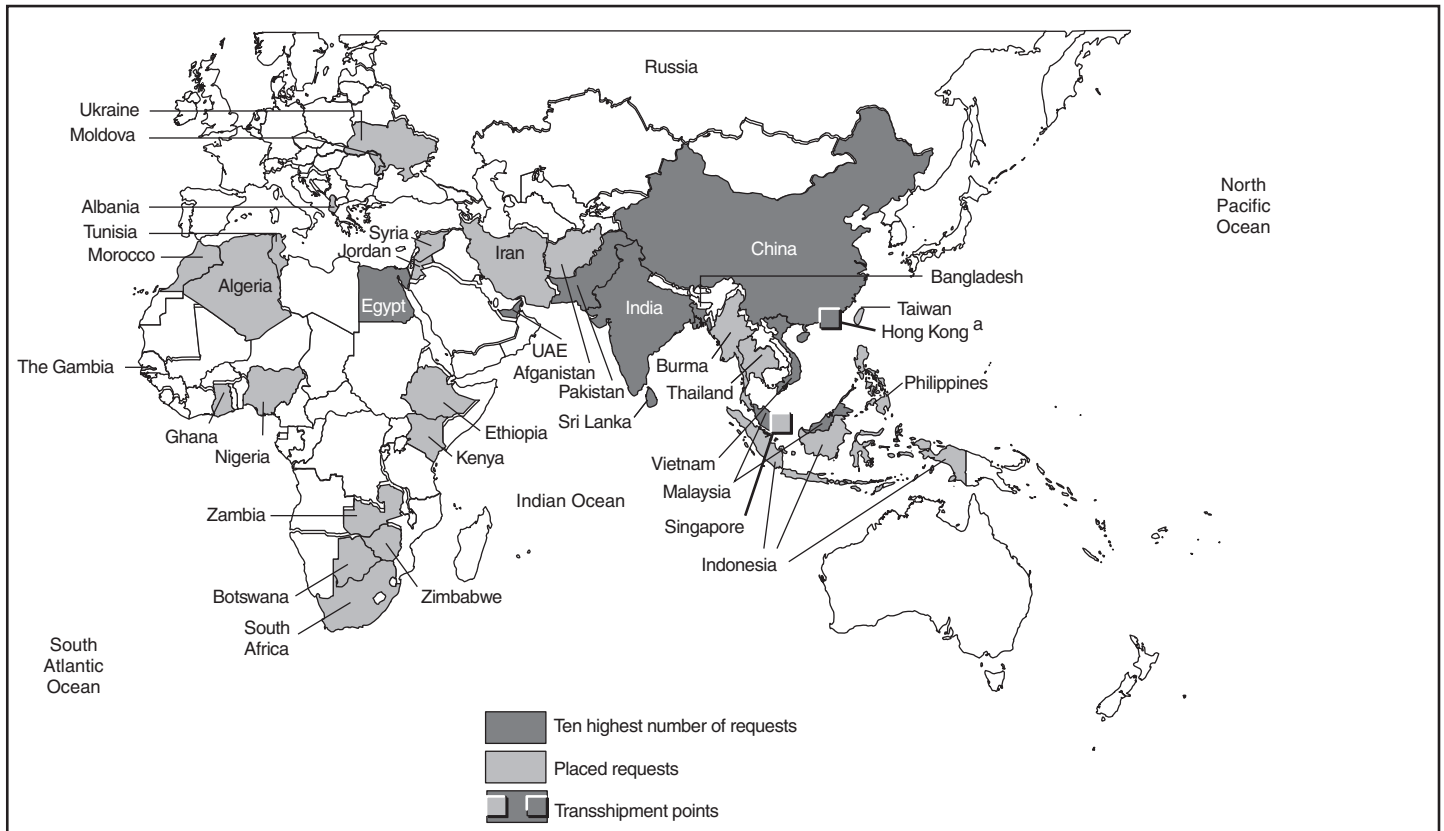 Russia
Ukraine
Moldova
Albania
Tunisia
Morocco
Algeria
Syria
Jordan
Iran
Egypt
China
India
North
Pacific
Ocean
Bangladesh
Taiwan
Hong Kong a
The Gambia
UAE
Afganistan
Pakistan
Sri Lanka
Burma
Thailand
Philippines
Ghana
Nigeria
Ethiopia
Kenya
Vietnam
Malaysia
Singapore
Indonesia
Indian Ocean
Zambia
Botswana
Zimbabwe
South
Africa
South
Atlantic
Ocean
Ten highest number of requests
Placed requests
Transshipment points